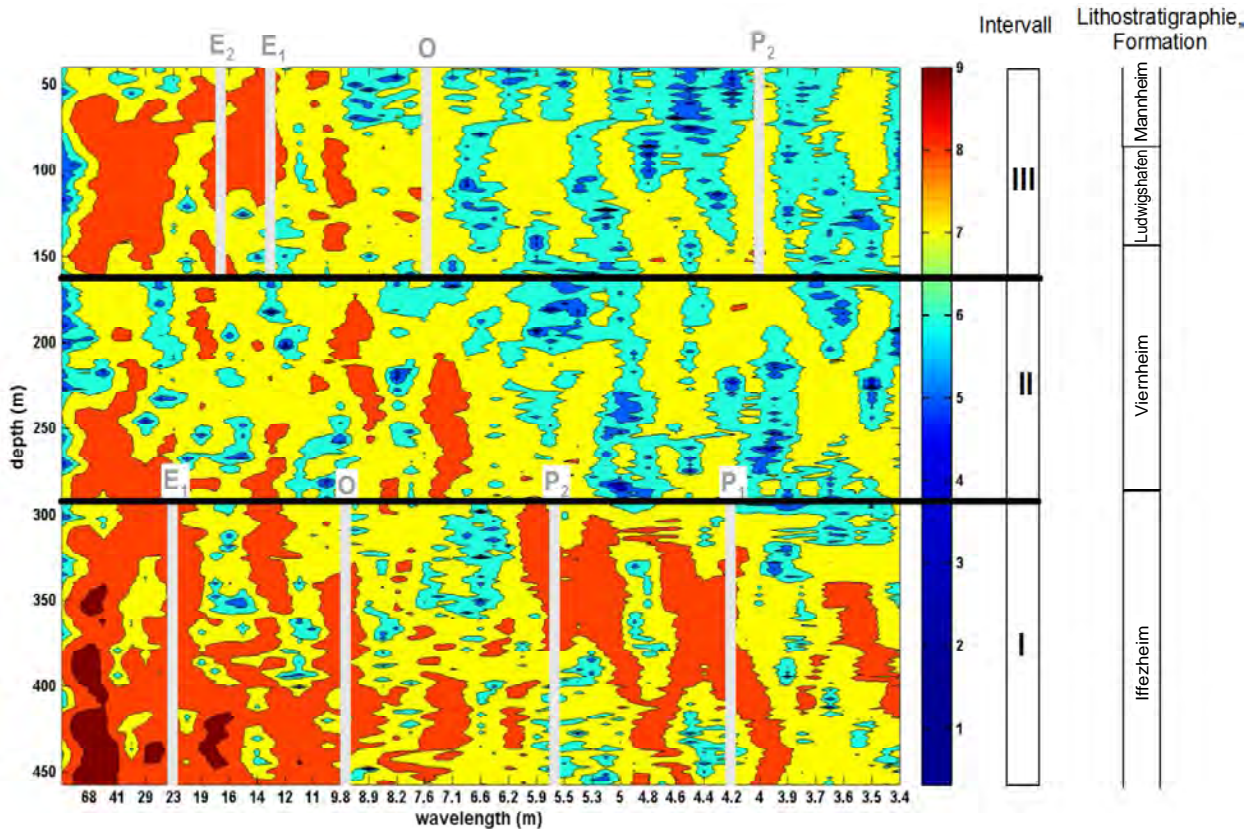 Intervall
Lithostratigraphie,
Formation
E2 E1 O P2
50
100
150
200
250
300
350
400
450
depth (m)
E1 O P2 P1
68 41 29 23 19 16 14 12 11 9.8 8.9 8.2 7.6 7.1 6.6 6.2 5.9 5.5 5.3 5 4.8 4.6 4.4 4.2 4 3.9 3.7 3.6 3.5 3.4
wavelength (m)
9
8
7
6
5
4
3
2
1
III
II
I
Mannheim
Ludwigshafen
Viernheim
Iffezheim